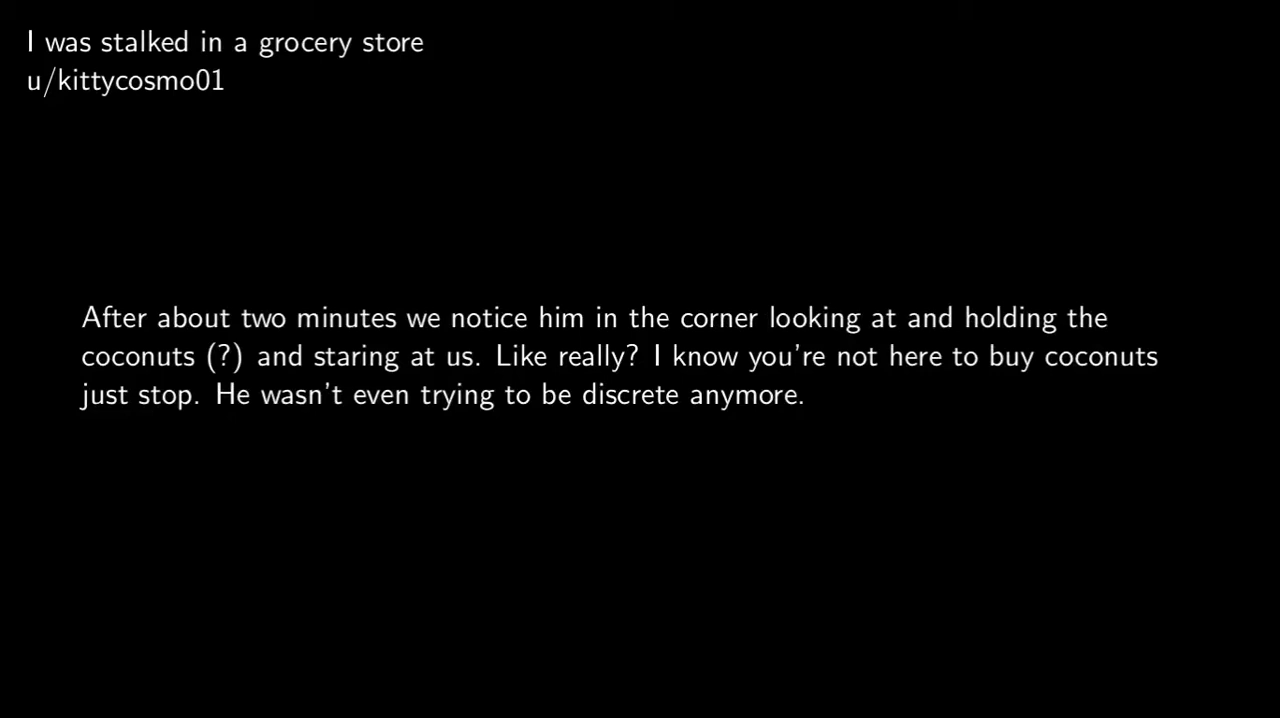 I was stalked in a grocery store
u/kittycosmo01
After about two minutes we notice him in the corner looking at and holding the
coconuts (?) and staring at us. Like really? I know you're not here to buy coconuts
just stop. He wasn't even trying to be discrete anymore.